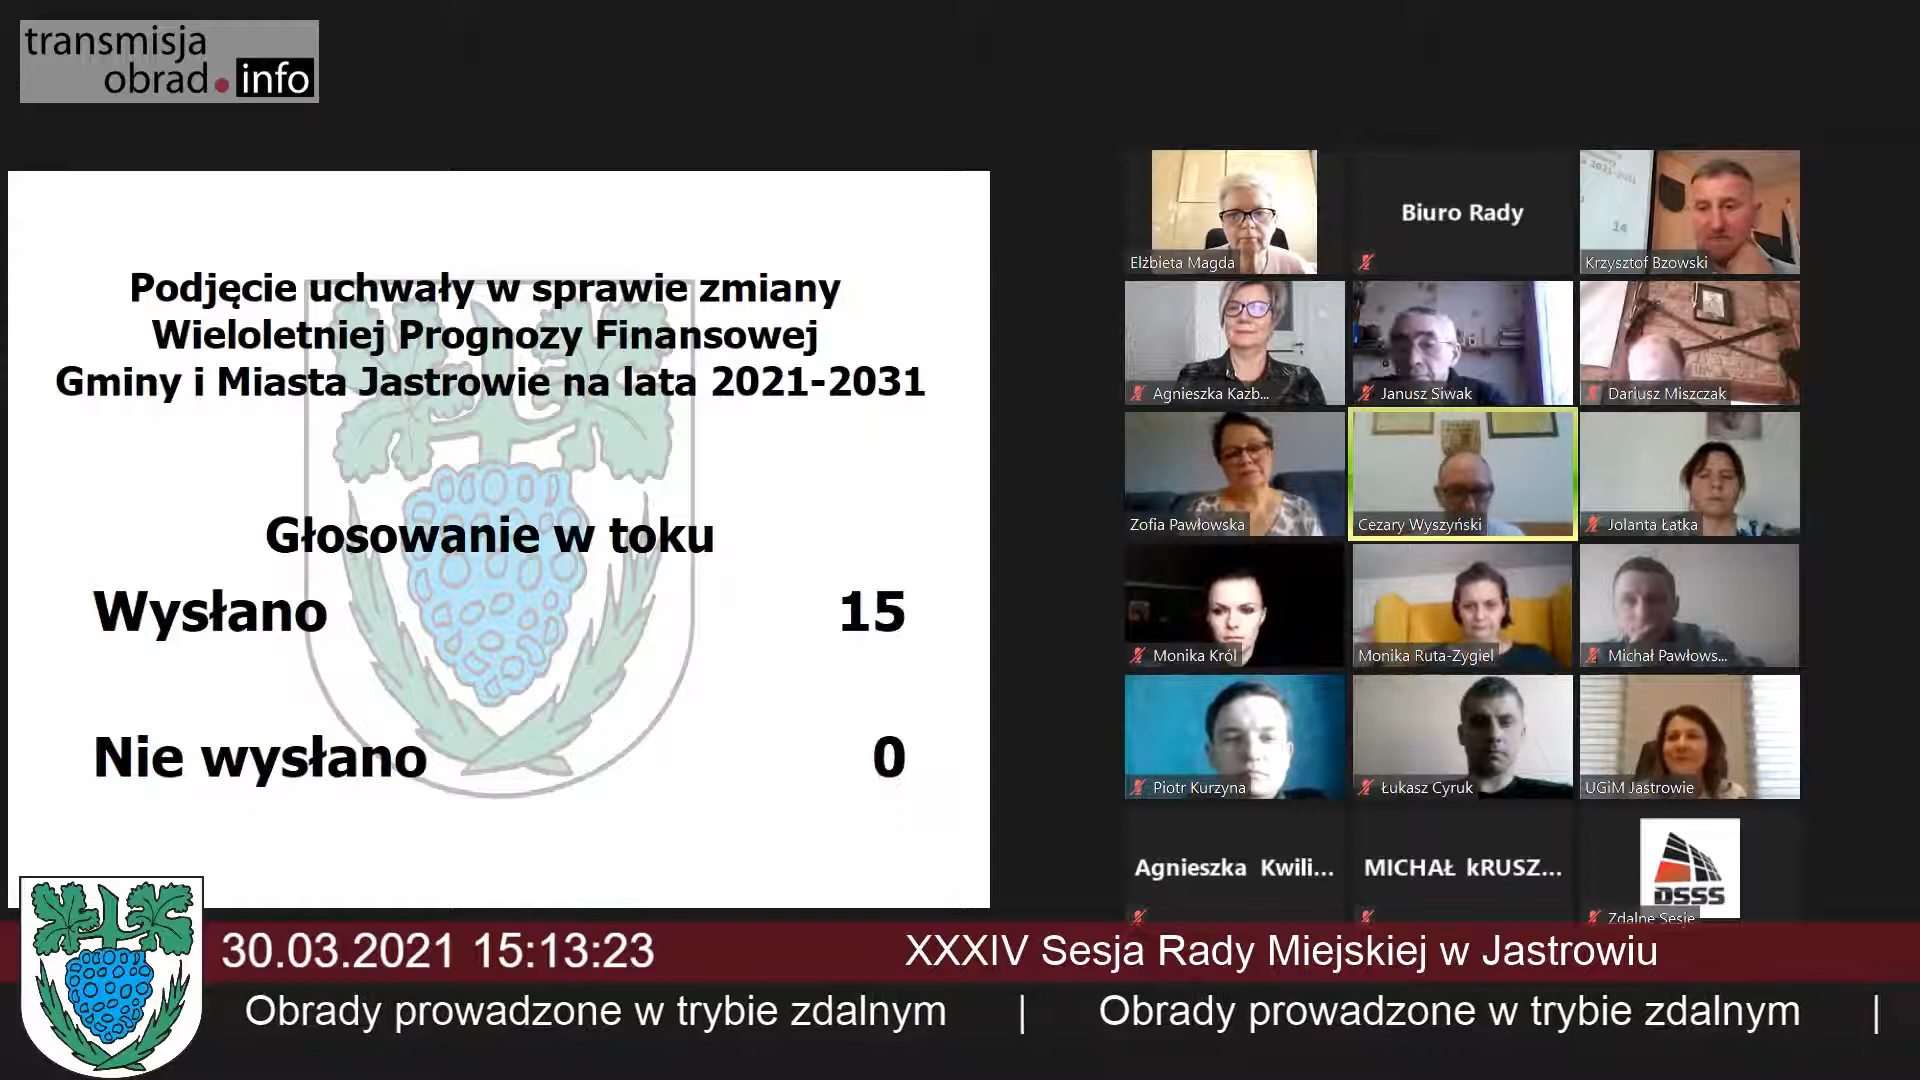 transmisja
obrad.info
Podjęcie uchwały w sprawie zmiany
Wieloletniej Prognozy Finansowej
Gminy i Miasta Jastrowie na lata 2021-2031
Głosowanie w toku
Wysłano 15
Nie wysłano 0
Elżbieta Magda
Biuro Rady
2021-2031
14
Krzysztof Bzowski
Agnieszka Kazb...
Janusz Siwak
Dariusz Miszczak
Zofia Pawłowska
Cezary Wyszyński
Jolanta Łatka
Monika Król
Monika Ruta-Zygiel
Michał Pawłows...
Piotr Kurzyna
Łukasz Cyruk
UGiM Jastrowie
Agnieszka Kwili...
MICHAŁ kRUSZ...
DSSS
Zdalne Sesje
30.03.2021 15:13:23
XXXIV Sesja Rady Miejskiej w Jastrowiu
Obrady prowadzone w trybie zdalnym | Obrady prowadzone w trybie zdalnym |